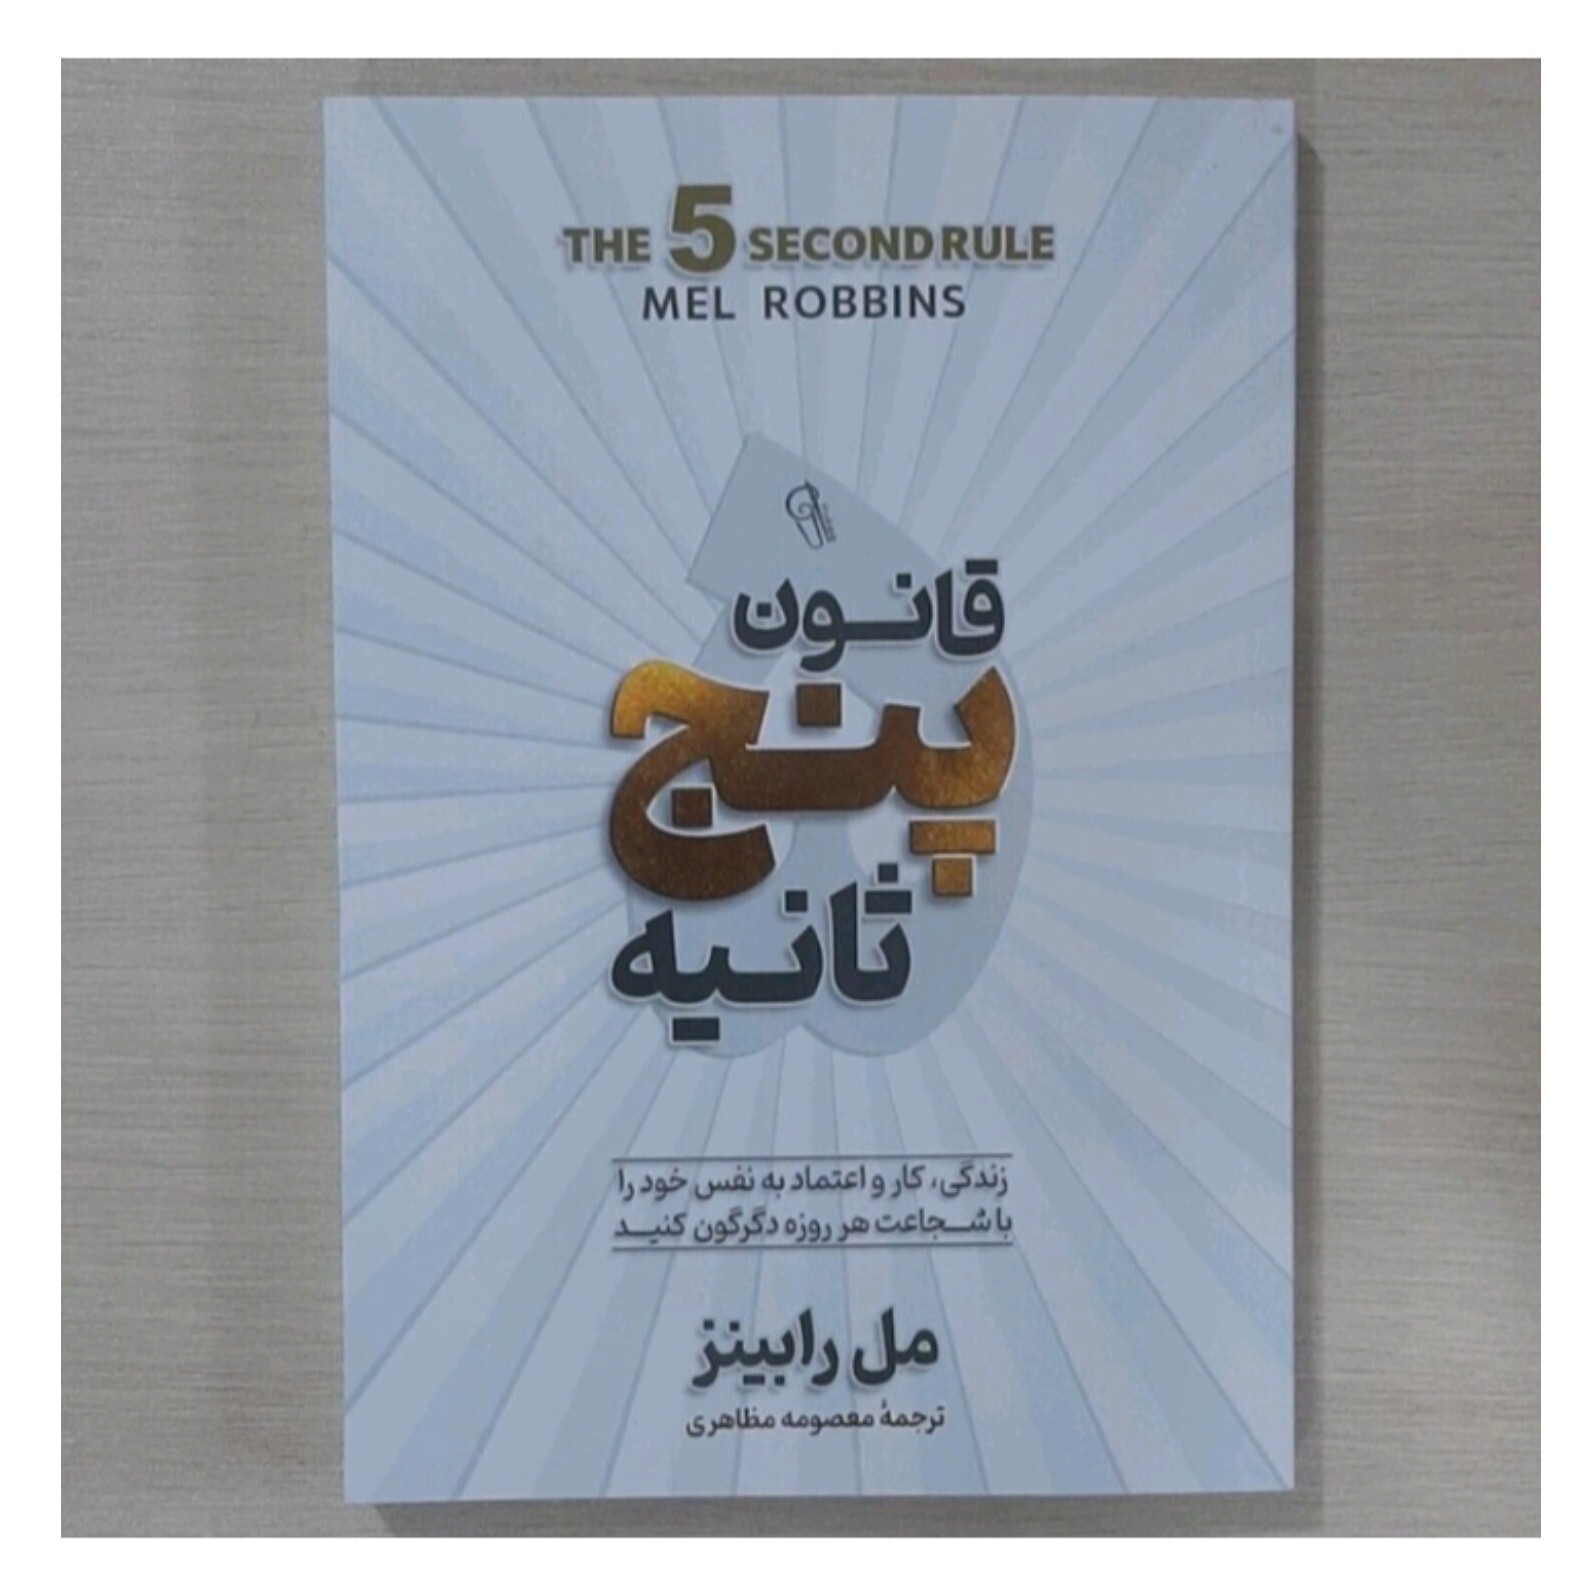 THE 5 SECOND RULE
MEL ROBBINS
قانون
پنج
ثانیه
زندگی، کار و اعتماد به نفس خود را
با شجاعت هر روزه دگرگون کنید
مل رابینز
ترجمهٔ معصومه مظاهری